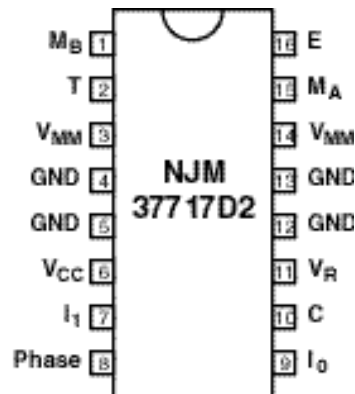 MB 1 16 E
T 2 15 MA
VMM 3 14 VMM
GND 4 13 GND
NJM
37717D2
GND 5 12 GND
VCC 6 11 VR
I1 7 10 C
Phase 8 9 I0